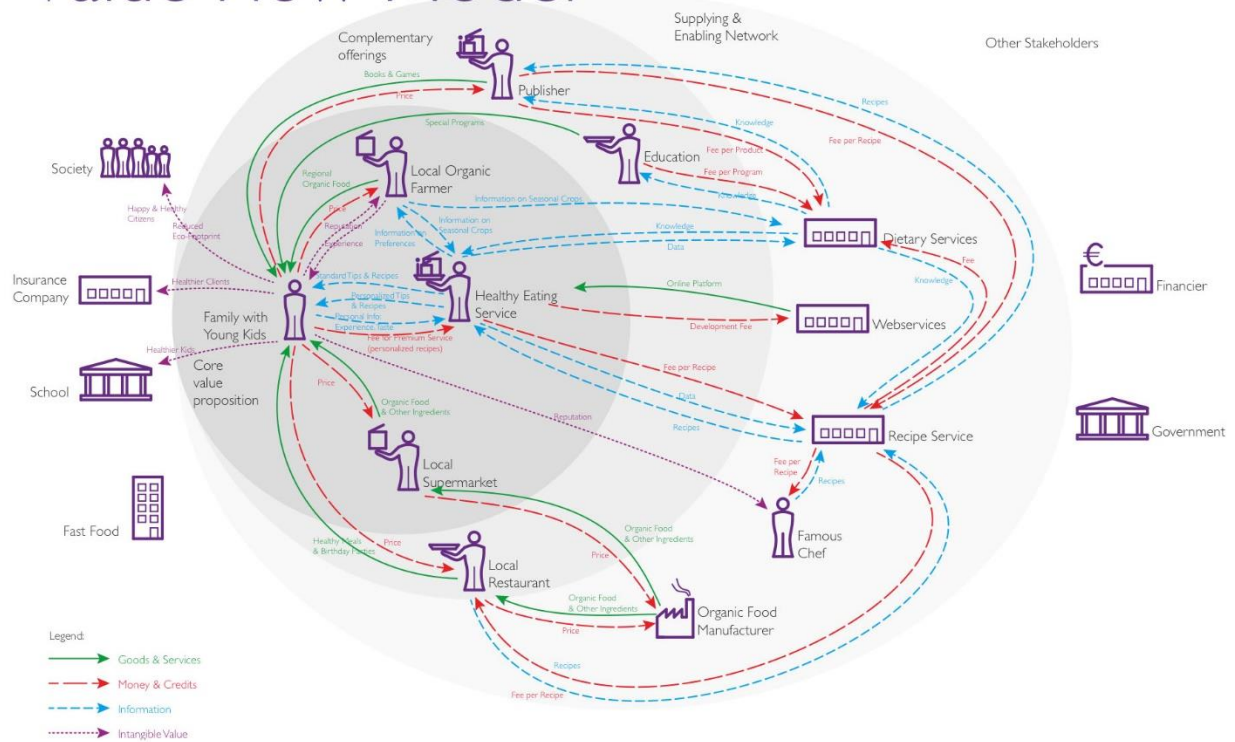 Value Flow Model
Supplying &
Enabling Network
Other Stakeholders
Complementary
offerings
Books & Games
Price
Publisher
Recipes
Fee per Recipe
Knowledge
Special Programs
Education
Fee per Product
Fee per Program
Knowledge
Society
Happy & Healthy
Citizens
Reduced
Eco-Footprint
Regional
Organic Food
Local Organic
Farmer
Price
Reputation
Experience
Information on
Preferences
Information on
Seasonal Crops
Information on Seasonal Crops
Knowledge
Data
Dietary Services
Fee
Knowledge
Insurance
Company
Healthier Clients
Family with
Young Kids
Standard Tips & Recipes
Personalized Tips
& Recipes
Personal Info:
Experience, Taste
Fee for Premium Service
(personalized recipes)
Healthy Eating
Service
Online Platform
Development Fee
Webservices
Financier
School
Healthier Kids
Core
value
proposition
Price
Organic Food
& Other Ingredients
Fee per Recipe
Data
Recipes
Reputation
Recipe Service
Government
Local
Supermarket
Fee per
Recipe
Recipes
Famous
Chef
Fast Food
Healthy Meals
& Birthday Parties
Price
Local
Restaurant
Organic Food
& Other Ingredients
Price
Organic Food
& Other Ingredients
Price
Organic Food
Manufacturer
Recipes
Fee per Recipe
Legend:
Goods & Services
Money & Credits
Information
Intangible Value